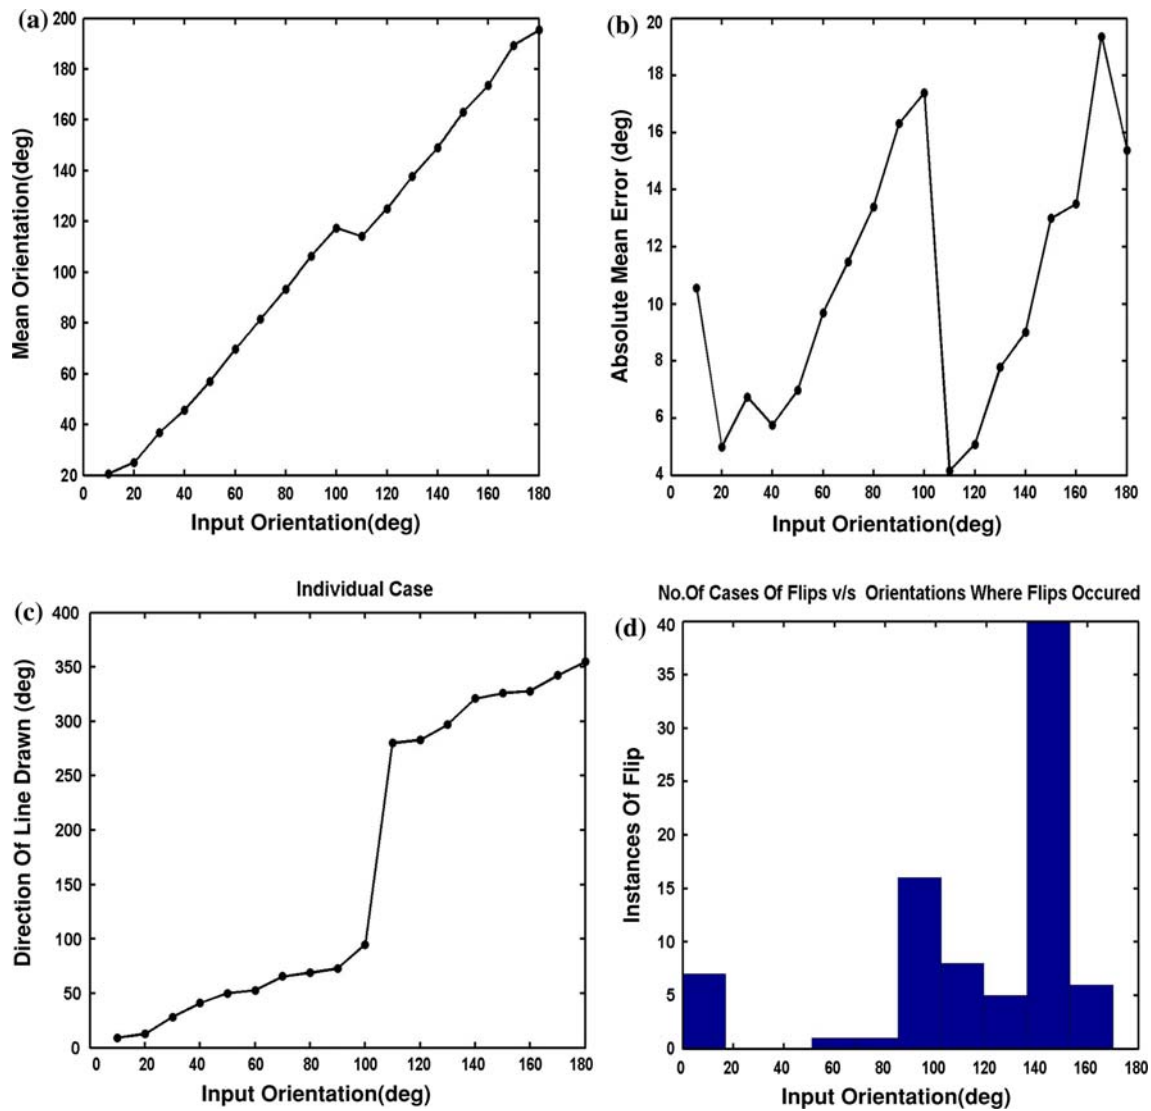 (a)
200
180
160
140
120
100
80
60
40
20
Mean Orientation(deg)
0 20 40 60 80 100 120 140 160 180
Input Orientation(deg)
(b)
20
18
16
14
12
10
8
6
4
Absolute Mean Error (deg)
0 20 40 60 80 100 120 140 160 180
Input Orientation(deg)
Individual Case
(c)
400
350
300
250
200
150
100
50
0
Direction Of Line Drawn (deg)
0 20 40 60 80 100 120 140 160 180
Input Orientation(deg)
No.Of Cases Of Flips v/s Orientations Where Flips Occured
(d)
40
35
30
25
20
15
10
5
0
Instances Of Flip
0 20 40 60 80 100 120 140 160 180
Input Orientation(deg)